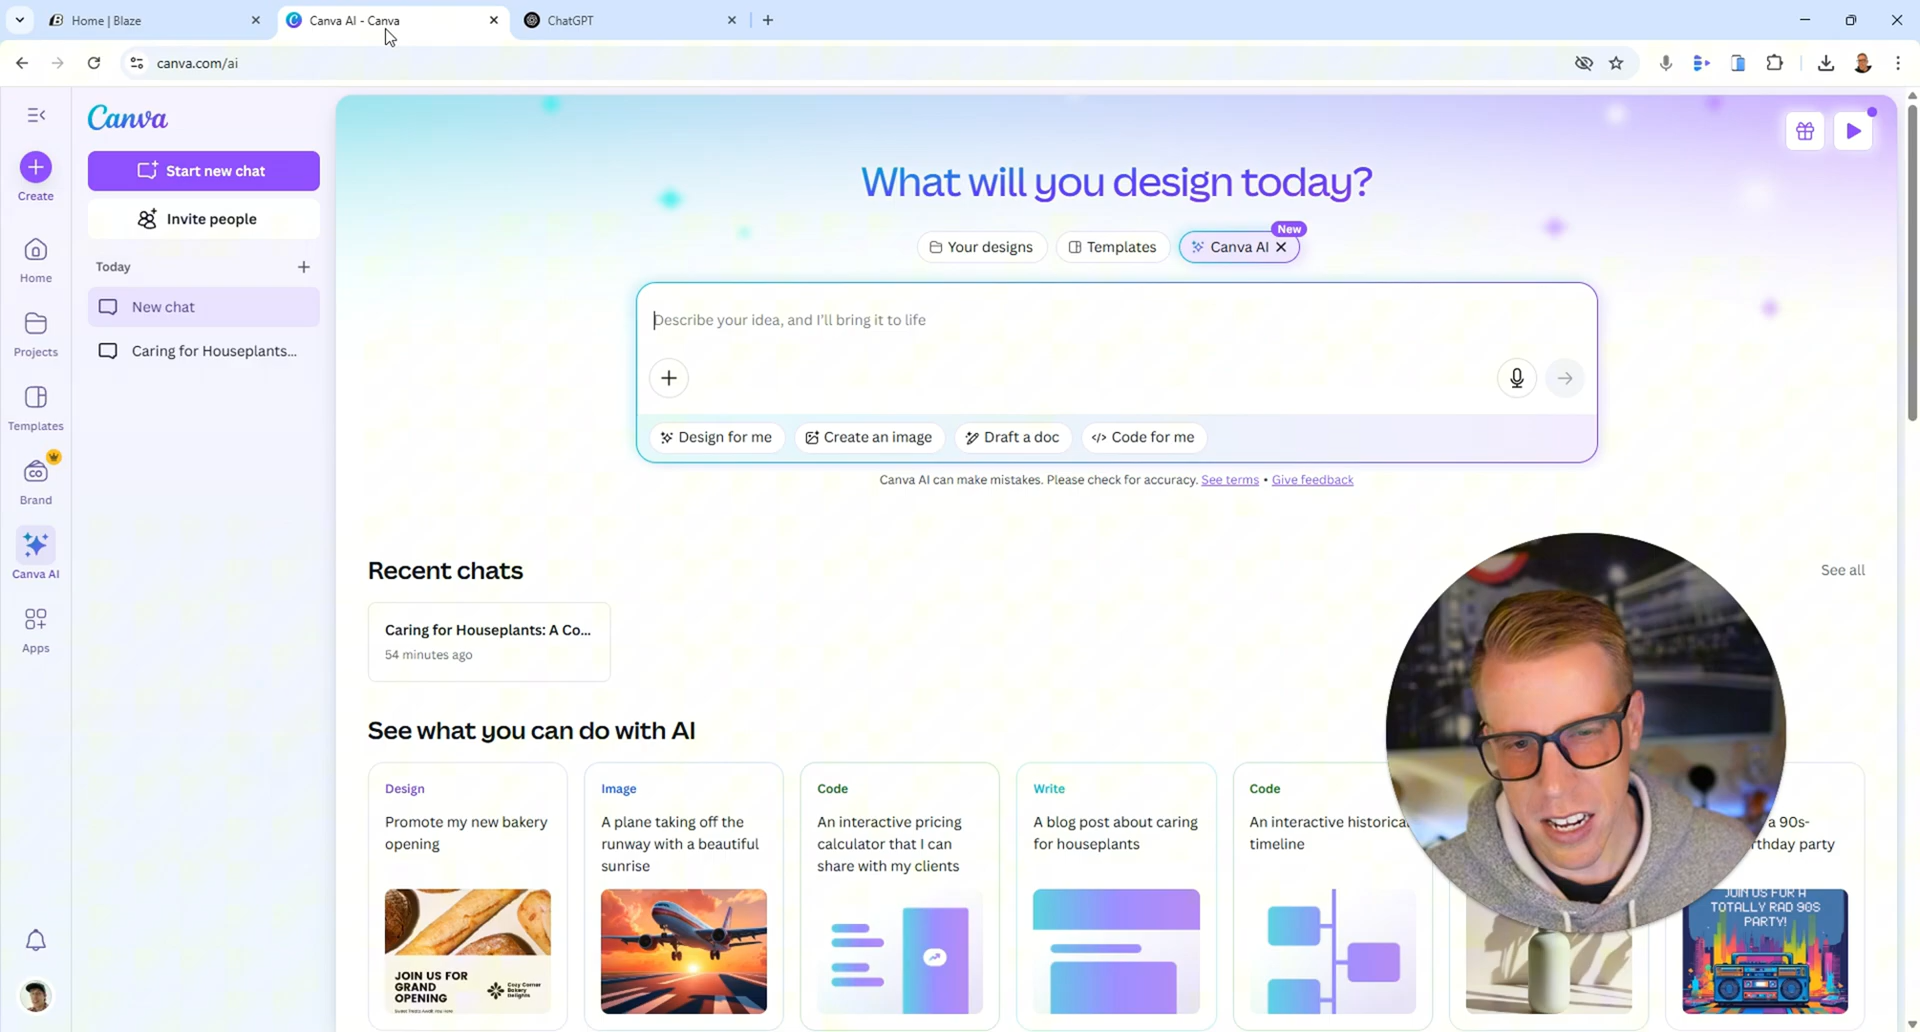 Home | Blaze
Canva AI - Canva
ChatGPT
canva.com/ai
Canva
Start new chat
Invite people
Today
New chat
Caring for Houseplants...
Create
Home
Projects
Templates
Brand
Canva AI
Apps
What will you design today?
Your designs
Templates
Canva AI
New
Describe your idea, and I'll bring it to life
Design for me
Create an image
Draft a doc
Code for me
Canva AI can make mistakes. Please check for accuracy. See terms • Give feedback
Recent chats
See all
Caring for Houseplants: A Co...
54 minutes ago
See what you can do with AI
Design
Promote my new bakery
opening
JOIN US FOR
GRAND
OPENING
Cozy Corner
Bakery
Delights
Image
A plane taking off the
runway with a beautiful
sunrise
Code
An interactive pricing
calculator that I can
share with my clients
Write
A blog post about caring
for houseplants
Code
An interactive historica
timeline
a 90s-
rthday party
JOIN US FOR A
TOTALLY RAD 90S
PARTY!